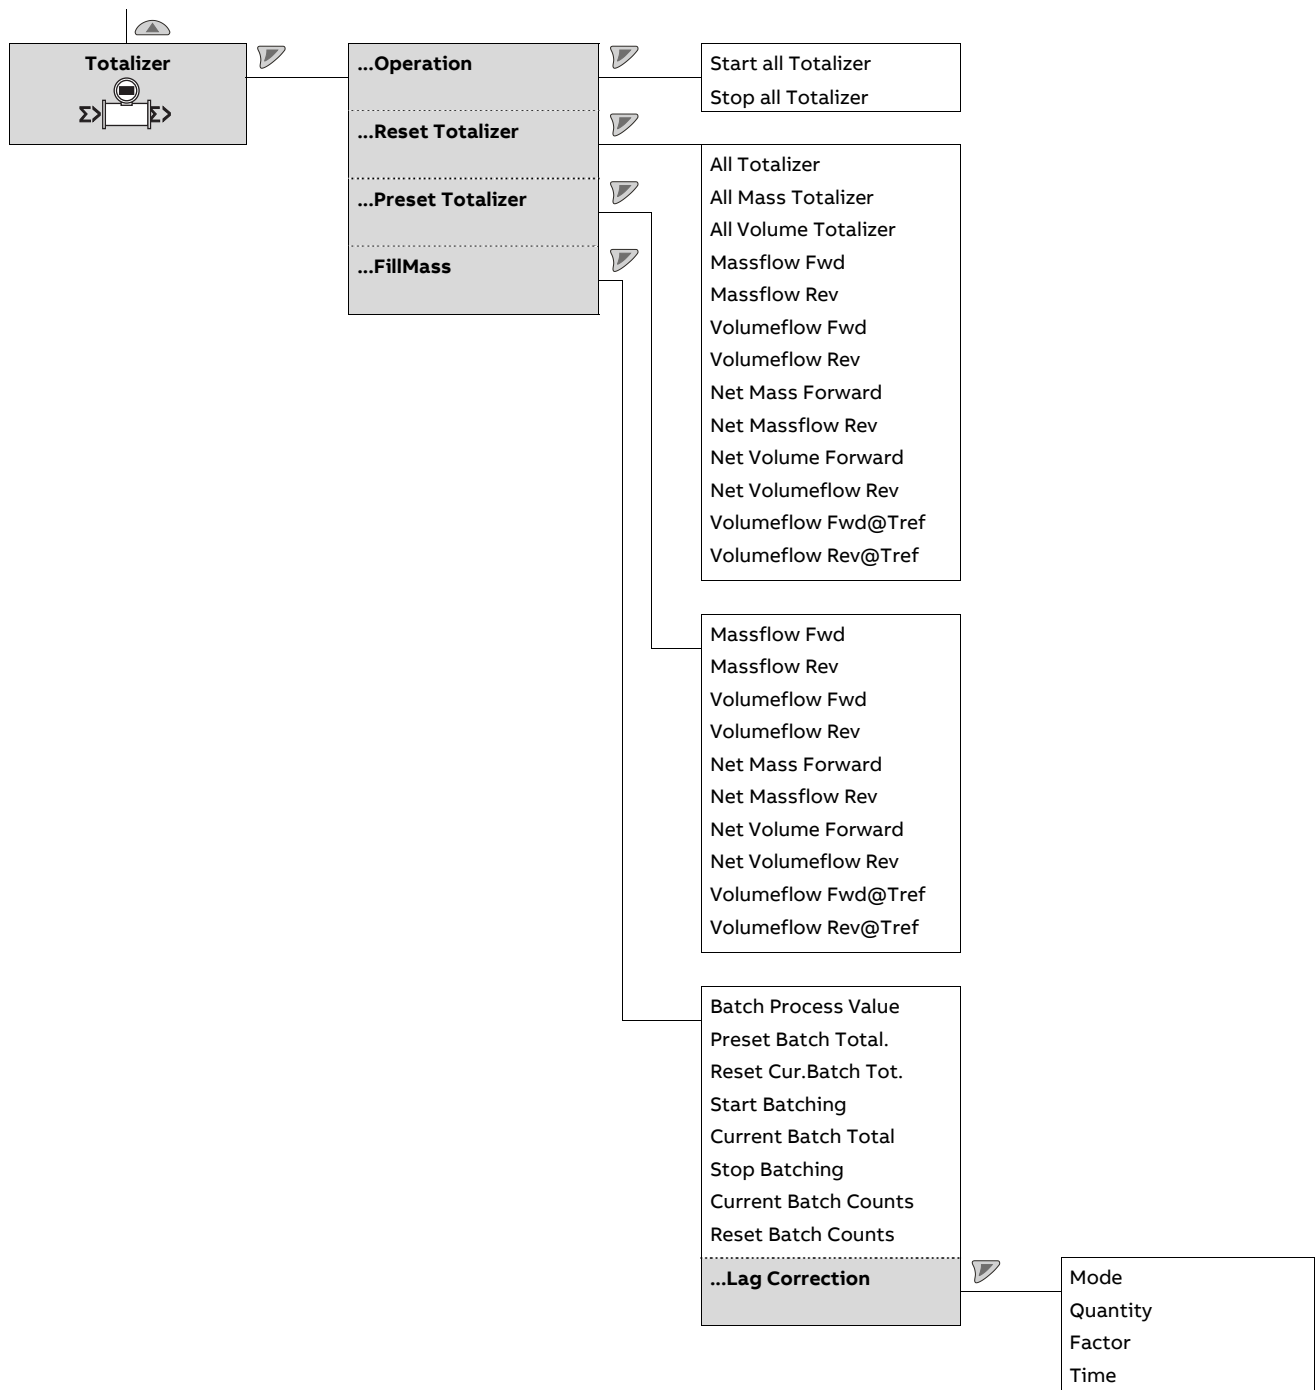 Totalizer
Σ> Σ>
...Operation
...Reset Totalizer
...Preset Totalizer
...FillMass
Start all Totalizer
Stop all Totalizer
All Totalizer
All Mass Totalizer
All Volume Totalizer
Massflow Fwd
Massflow Rev
Volumeflow Fwd
Volumeflow Rev
Net Mass Forward
Net Massflow Rev
Net Volume Forward
Net Volumeflow Rev
Volumeflow Fwd@Tref
Volumeflow Rev@Tref
Massflow Fwd
Massflow Rev
Volumeflow Fwd
Volumeflow Rev
Net Mass Forward
Net Massflow Rev
Net Volume Forward
Net Volumeflow Rev
Volumeflow Fwd@Tref
Volumeflow Rev@Tref
Batch Process Value
Preset Batch Total.
Reset Cur.Batch Tot.
Start Batching
Current Batch Total
Stop Batching
Current Batch Counts
Reset Batch Counts
...Lag Correction
Mode
Quantity
Factor
Time